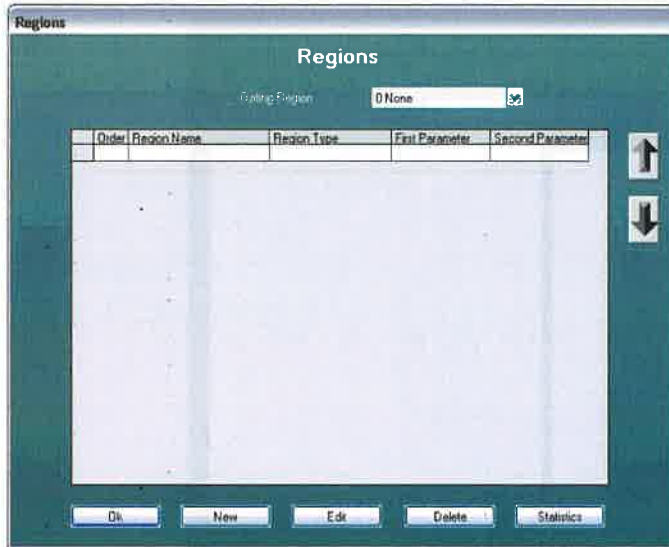 Regions
Regions
Gating Region 0 None
Order Region Name Region Type First Parameter Second Parameter
Ok New Edit Delete Statistics